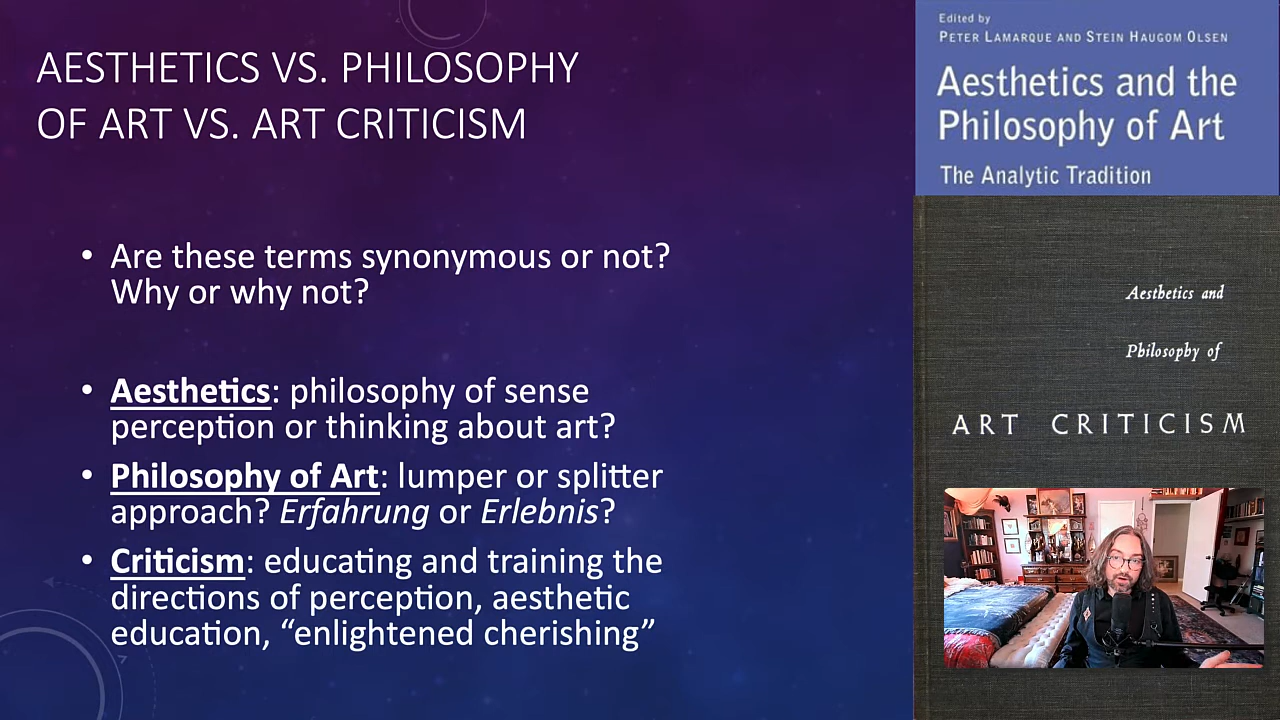 AESTHETICS VS. PHILOSOPHY
OF ART VS. ART CRITICISM
• Are these terms synonymous or not?
Why or why not?
• Aesthetics: philosophy of sense
perception or thinking about art?
• Philosophy of Art: lumper or splitter
approach? Erfahrung or Erlebnis?
• Criticism: educating and training the
directions of perception, aesthetic
education, “enlightened cherishing”
Edited by
PETER LAMARQUE AND STEIN HAUGOM OLSEN
Aesthetics and the
Philosophy of Art
The Analytic Tradition
Aesthetics and
Philosophy of
ART CRITICISM